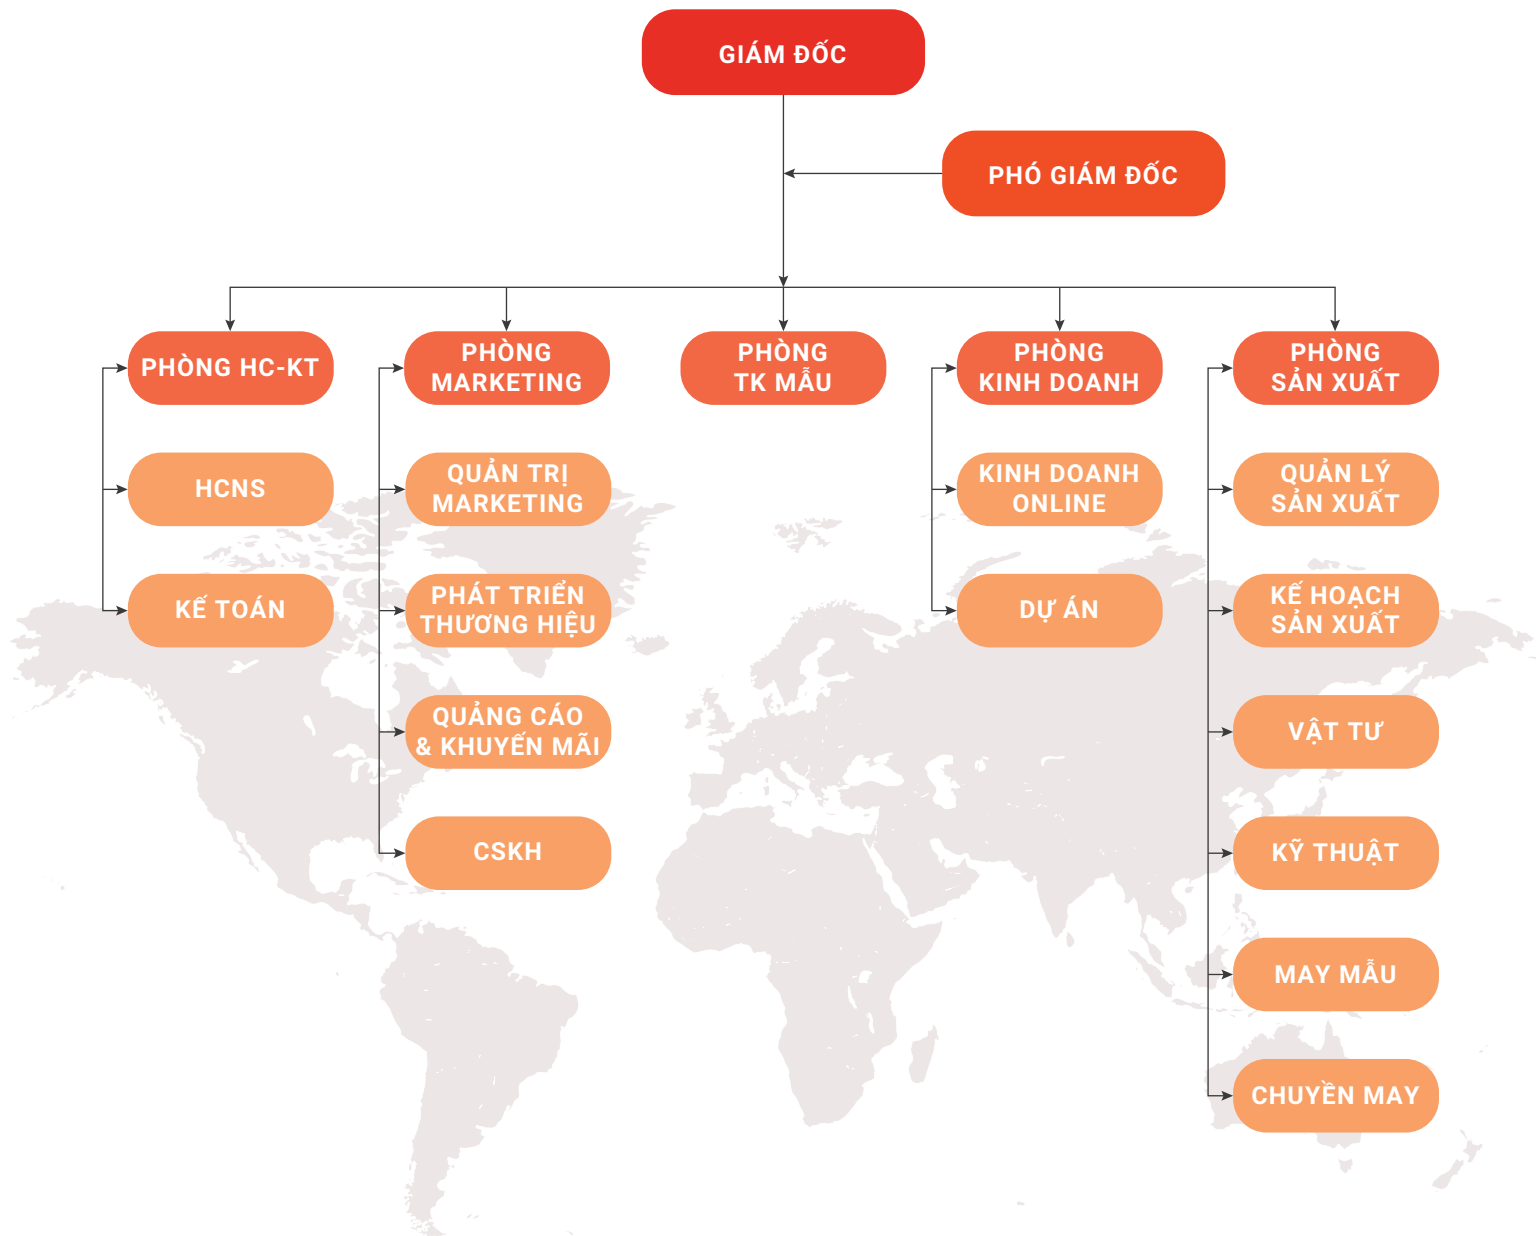 GIÁM ĐỐC
PHÓ GIÁM ĐỐC
PHÒNG HC-KT
HCNS
KẾ TOÁN
PHÒNG
MARKETING
QUẢN TRỊ
MARKETING
PHÁT TRIỂN
THƯƠNG HIỆU
QUẢNG CÁO
& KHUYẾN MÃI
CSKH
PHÒNG
TK MẪU
PHÒNG
KINH DOANH
KINH DOANH
ONLINE
DỰ ÁN
PHÒNG
SẢN XUẤT
QUẢN LÝ
SẢN XUẤT
KẾ HOẠCH
SẢN XUẤT
VẬT TƯ
KỸ THUẬT
MAY MẪU
CHUYỀN MAY